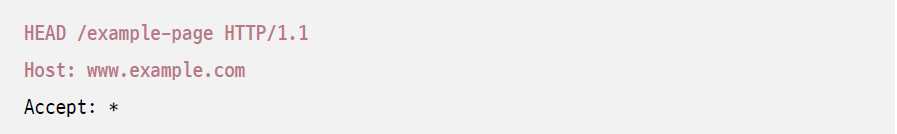 HEAD /example-page HTTP/1.1
Host: www.example.com
Accept: *